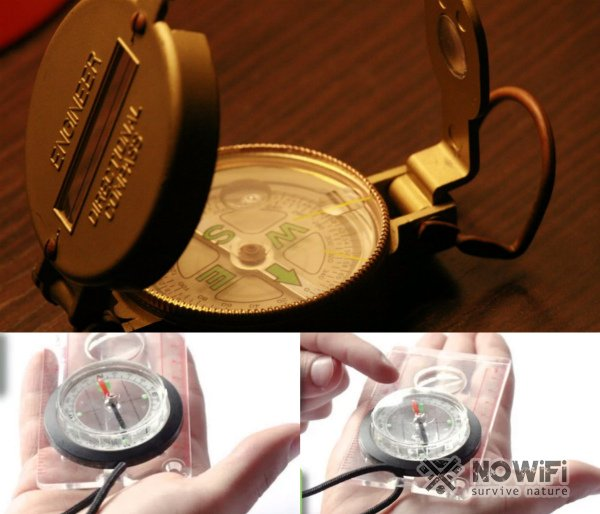 ENGINEER
DIRECTIONAL
COMPASS
S
W
E
NOWiFi
survive nature